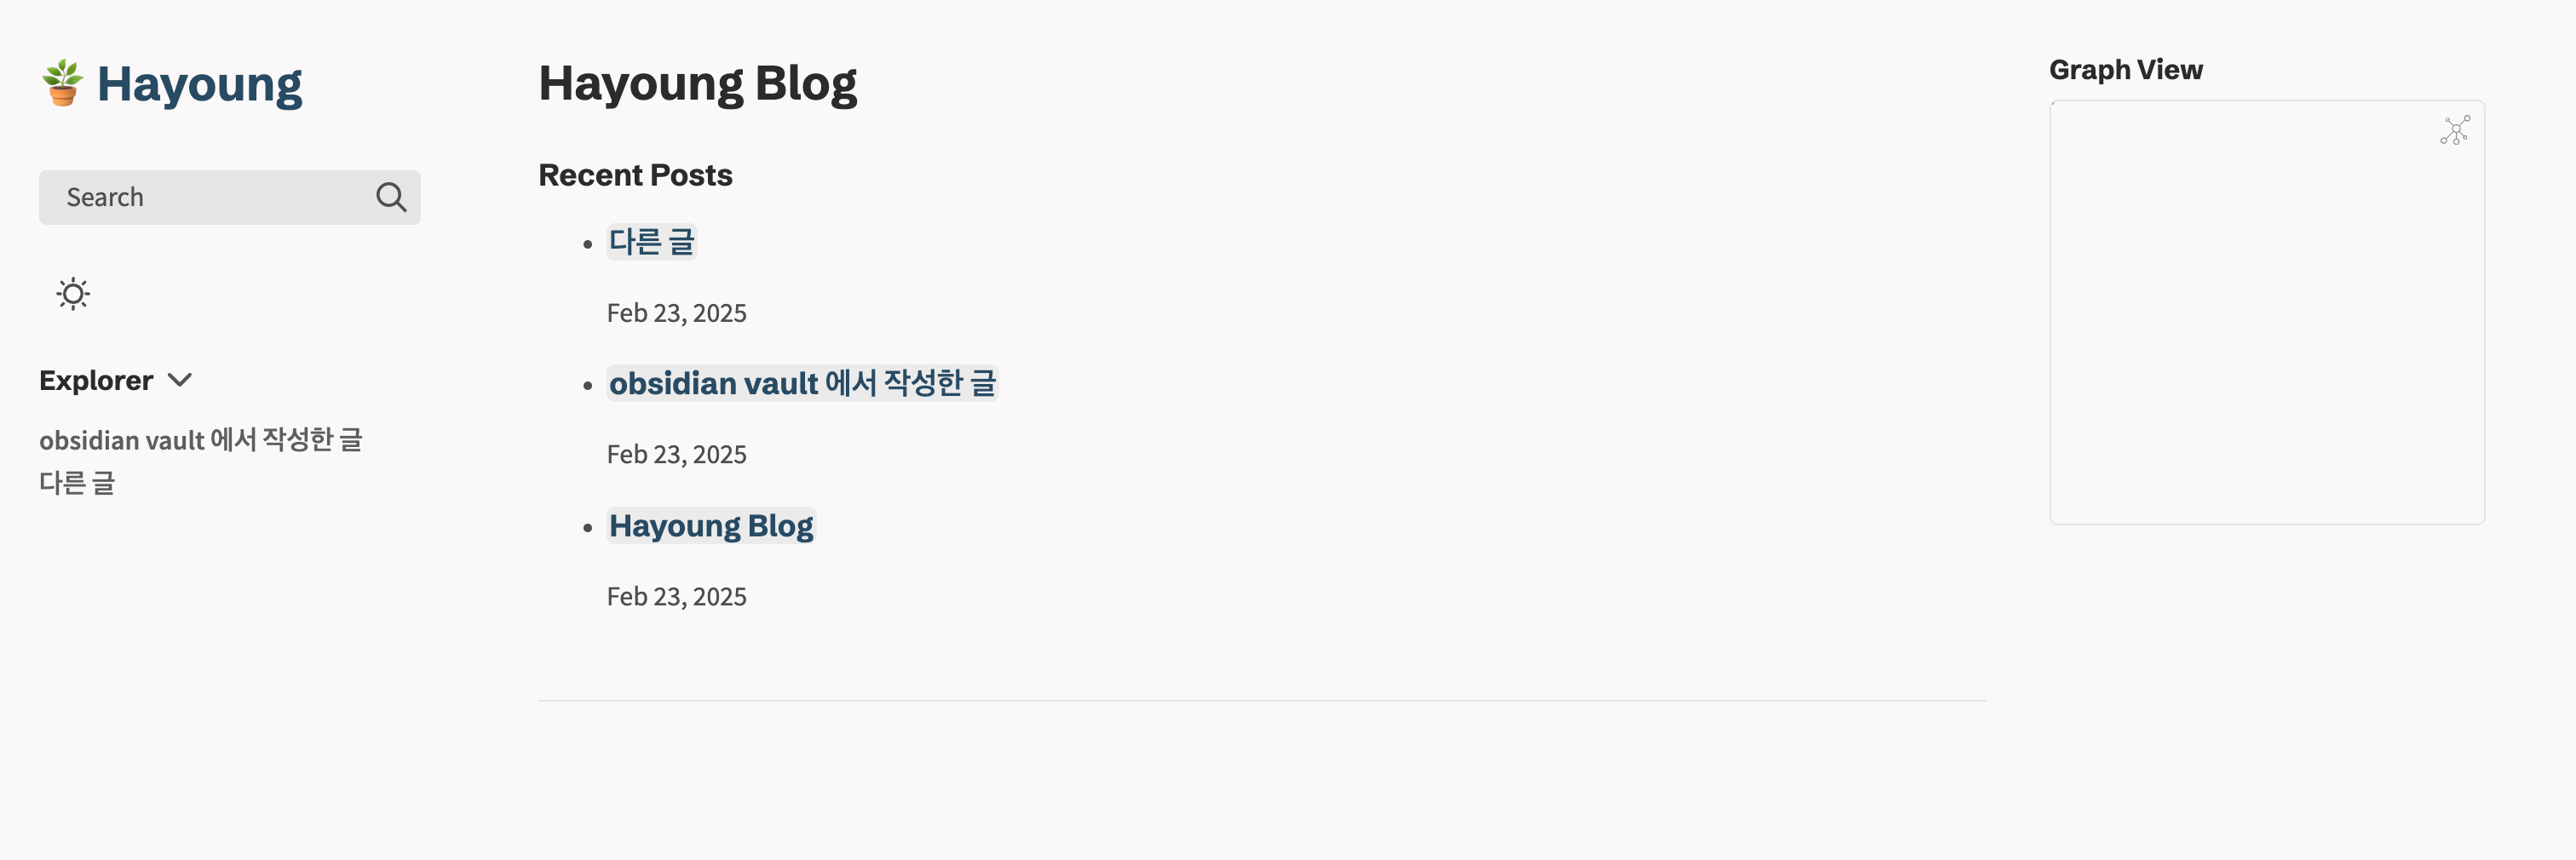 Hayoung
Search
Explorer
obsidian vault 에서 작성한 글
다른 글
Hayoung Blog
Recent Posts
다른 글
Feb 23, 2025
obsidian vault 에서 작성한 글
Feb 23, 2025
Hayoung Blog
Feb 23, 2025
Graph View